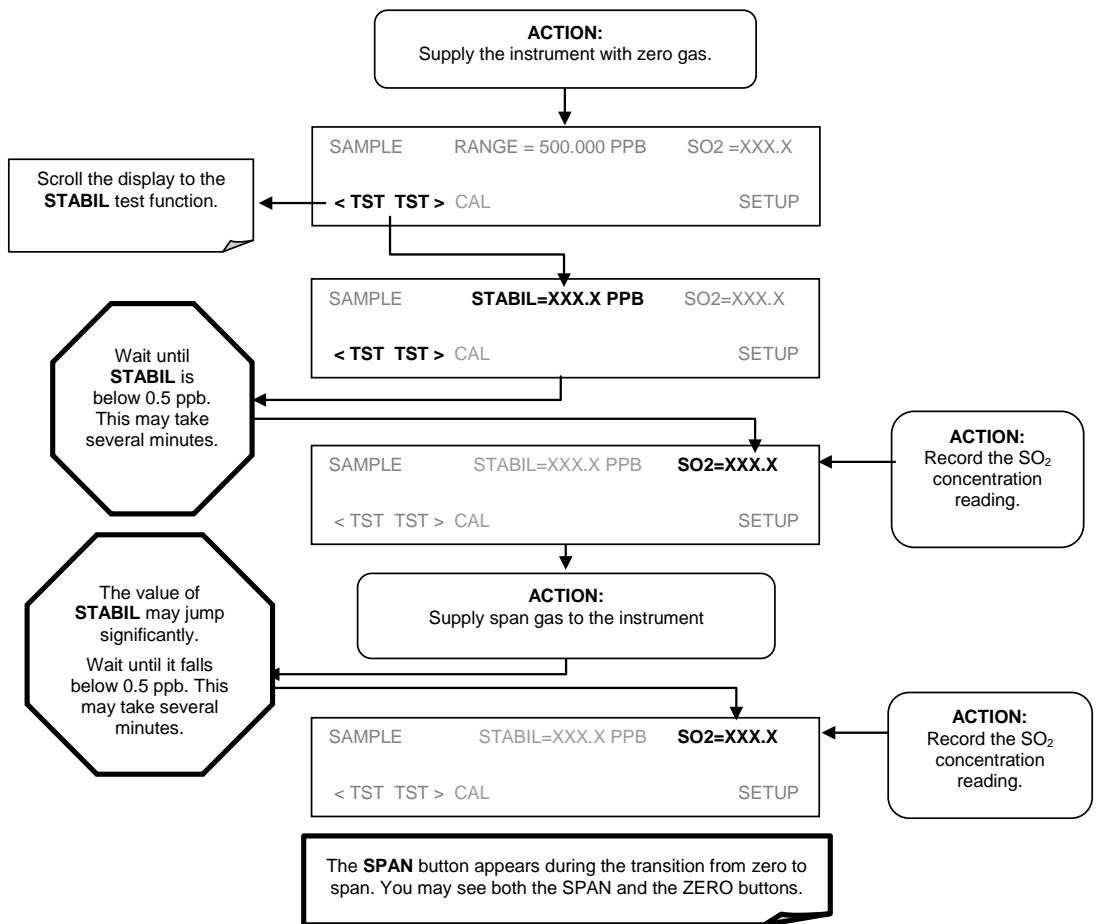 ACTION:
Supply the instrument with zero gas.
SAMPLE RANGE = 500.000 PPB SO2 =XXX.X
< TST TST > CAL SETUP
Scroll the display to the
STABIL test function.
SAMPLE STABIL=XXX.X PPB SO2=XXX.X
< TST TST > CAL SETUP
Wait until
STABIL is
below 0.5 ppb.
This may take
several minutes.
SAMPLE STABIL=XXX.X PPB SO2=XXX.X
< TST TST > CAL SETUP
ACTION:
Record the SO₂
concentration
reading.
ACTION:
Supply span gas to the instrument
The value of
STABIL may jump
significantly.
Wait until it falls
below 0.5 ppb. This
may take several
minutes.
SAMPLE STABIL=XXX.X PPB SO2=XXX.X
< TST TST > CAL SETUP
ACTION:
Record the SO₂
concentration
reading.
The SPAN button appears during the transition from zero to
span. You may see both the SPAN and the ZERO buttons.